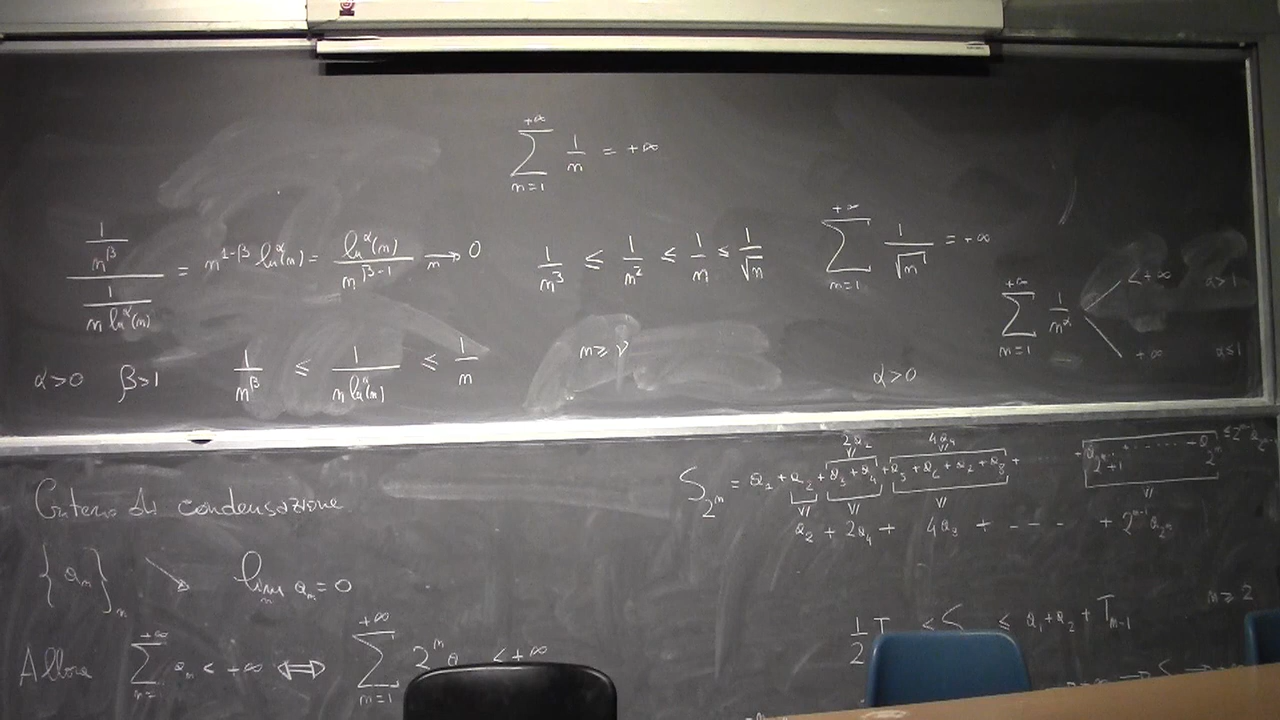 +∞ ∑ n=1 1/n = +∞
(1/n^β)/(1/(n ln^α(n))) = n^(1-β) ln^α(n) = ln^α(n)/n^(β-1) →_n 0
1/n³ ≤ 1/n² ≤ 1/n ≤ 1/√n
+∞ ∑ n=1 1/√n = +∞
+∞ ∑ n=1 1/n^α < +∞ α>1
+∞ α≤1
α>0 β>1 1/n^β ≤ 1/(n ln^α(n)) ≤ 1/n n≥ν
α>0
Criterio di condensazione
{a_n}_n ↘ lim_n a_n = 0
Allora +∞ ∑ n= a_n < +∞ ⟺ +∞ ∑ n=1 2^n a < +∞
2a_2 4a_4
S_{2^n} = a_1 + a_2 + a_3 + a_4 + a_5 + a_6 + a_7 + a_8 +
a_2 + 2a_4 + 4a_8 + ---- + 2^{n-1} a_{2^n}
n≥2
1/2 T ≤ S ≤ a_1 + a_2 + T_{n-1}